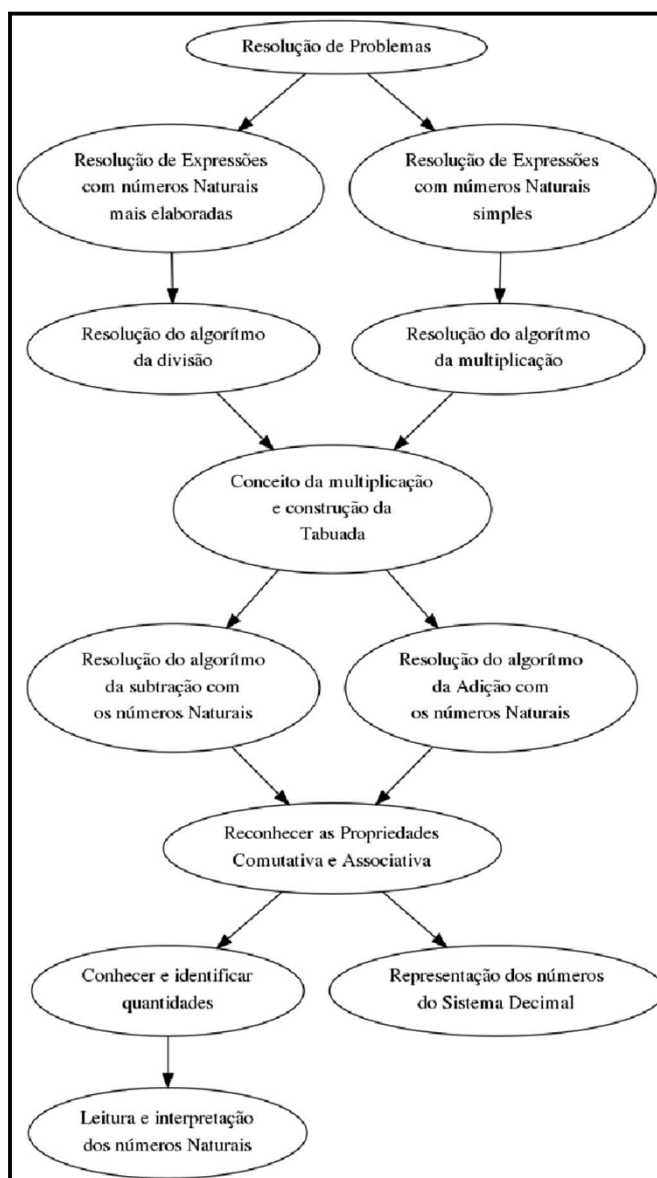 Resolução de Problemas
Resolução de Expressões
com números Naturais
mais elaboradas
Resolução de Expressões
com números Naturais
simples
Resolução do algorítmo
da divisão
Resolução do algorítmo
da multiplicação
Conceito da multiplicação
e construção da
Tabuada
Resolução do algorítmo
da subtração com
os números Naturais
Resolução do algorítmo
da Adição com
os números Naturais
Reconhecer as Propriedades
Comutativa e Associativa
Conhecer e identificar
quantidades
Representação dos números
do Sistema Decimal
Leitura e interpretação
dos números Naturais